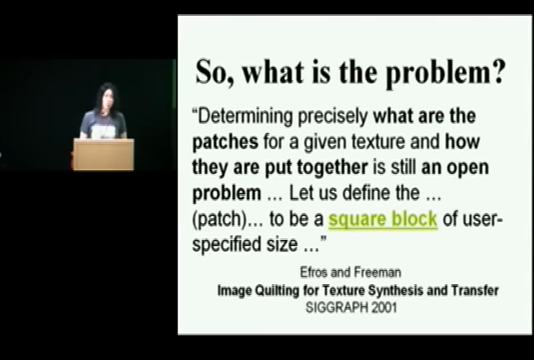 So, what is the problem?
“Determining precisely what are the
patches for a given texture and how
they are put together is still an open
problem … Let us define the …
(patch)… to be a square block of user-
specified size …”
Efros and Freeman
Image Quilting for Texture Synthesis and Transfer
SIGGRAPH 2001